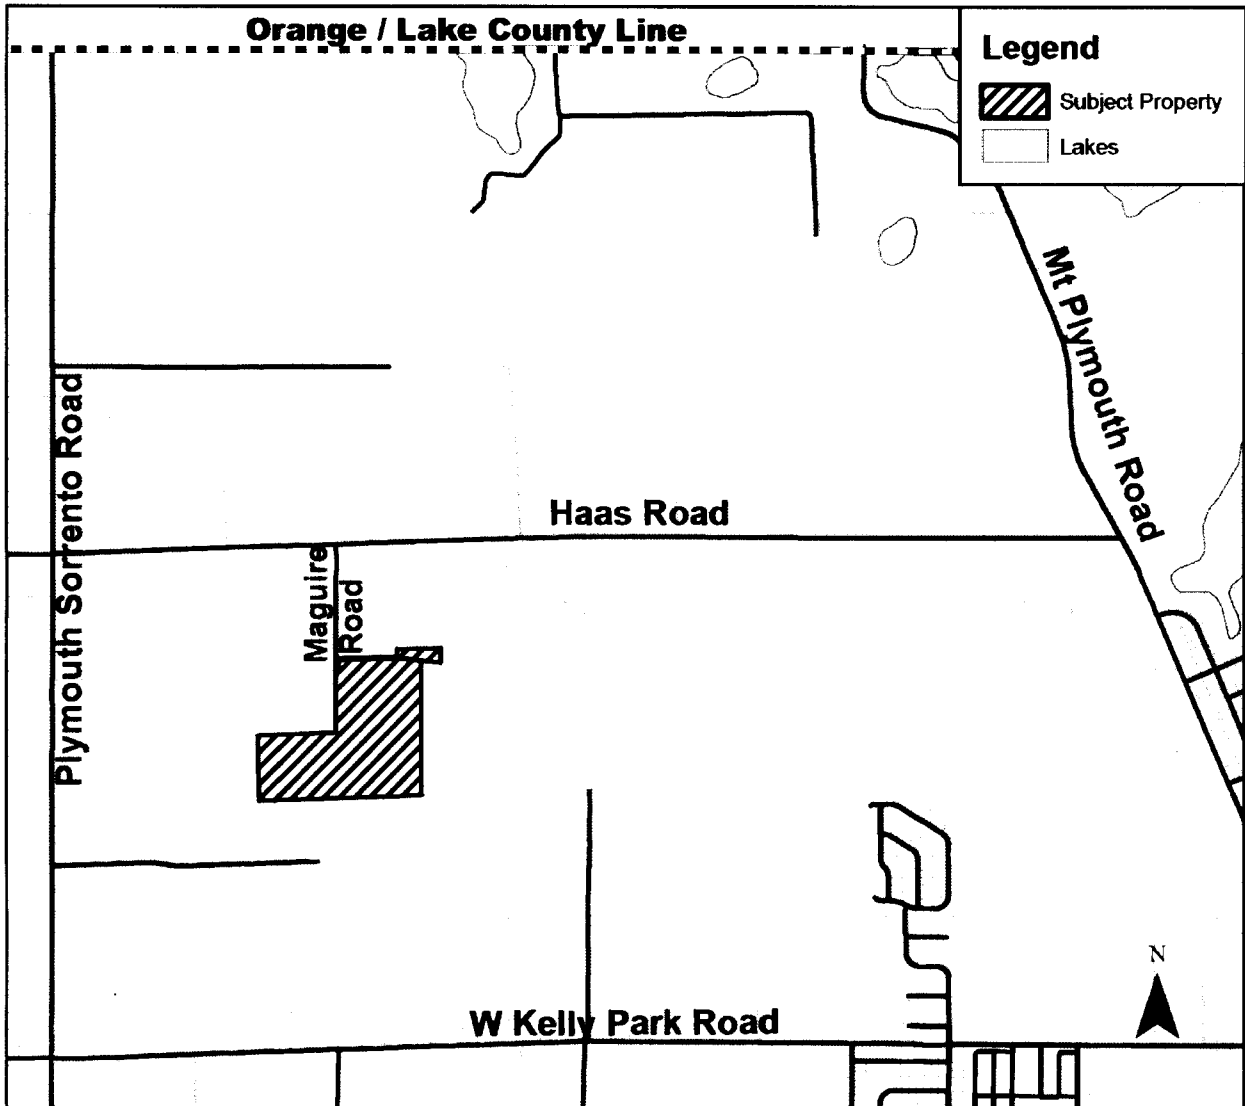 Orange / Lake County Line
Legend
Subject Property
Lakes
Mt Plymouth Road
Plymouth Sorrento Road
Haas Road
Maguire
Road
N
W Kelly Park Road